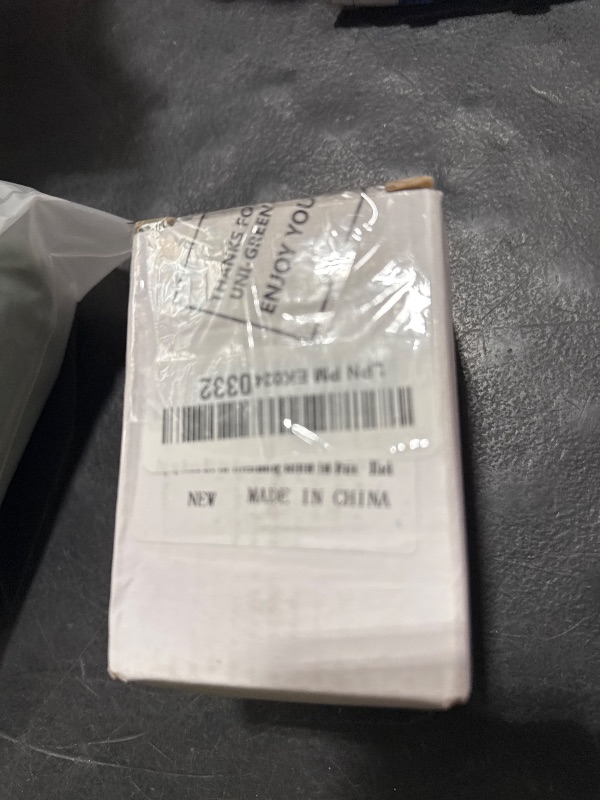 THANKS FO
UNI-GREEN
ENJOY YOU
LPN PM EK0240332
NEW MADE IN CHINA